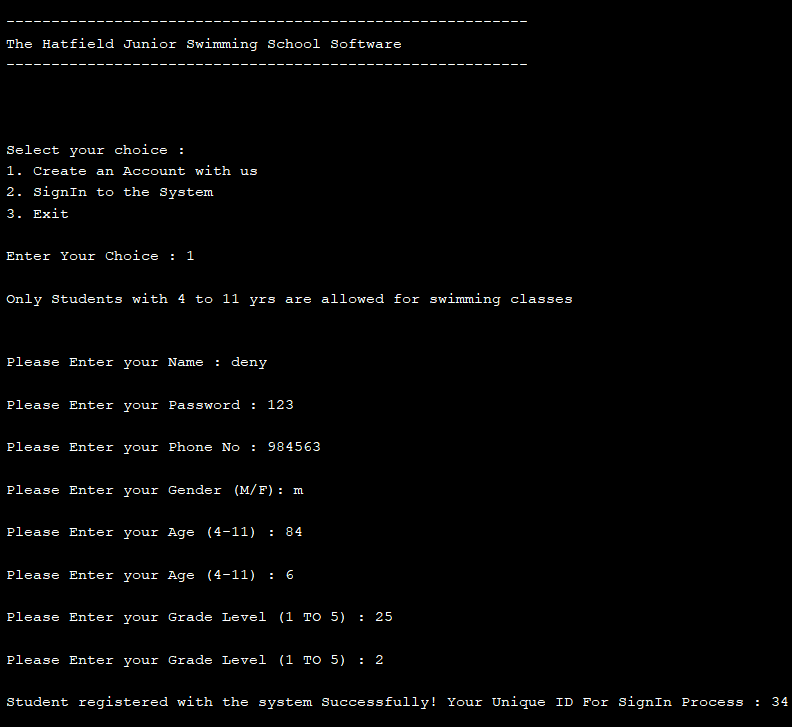 ----------------------------------------------------------
The Hatfield Junior Swimming School Software
----------------------------------------------------------
Select your choice :
1. Create an Account with us
2. SignIn to the System
3. Exit
Enter Your Choice : 1
Only Students with 4 to 11 yrs are allowed for swimming classes
Please Enter your Name : deny
Please Enter your Password : 123
Please Enter your Phone No : 984563
Please Enter your Gender (M/F): m
Please Enter your Age (4-11) : 84
Please Enter your Age (4-11) : 6
Please Enter your Grade Level (1 TO 5) : 25
Please Enter your Grade Level (1 TO 5) : 2
Student registered with the system Successfully! Your Unique ID For SignIn Process : 34